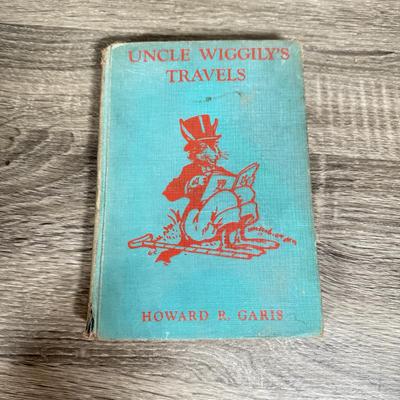 UNCLE WIGGILY'S
TRAVELS
HOWARD R. GARIS